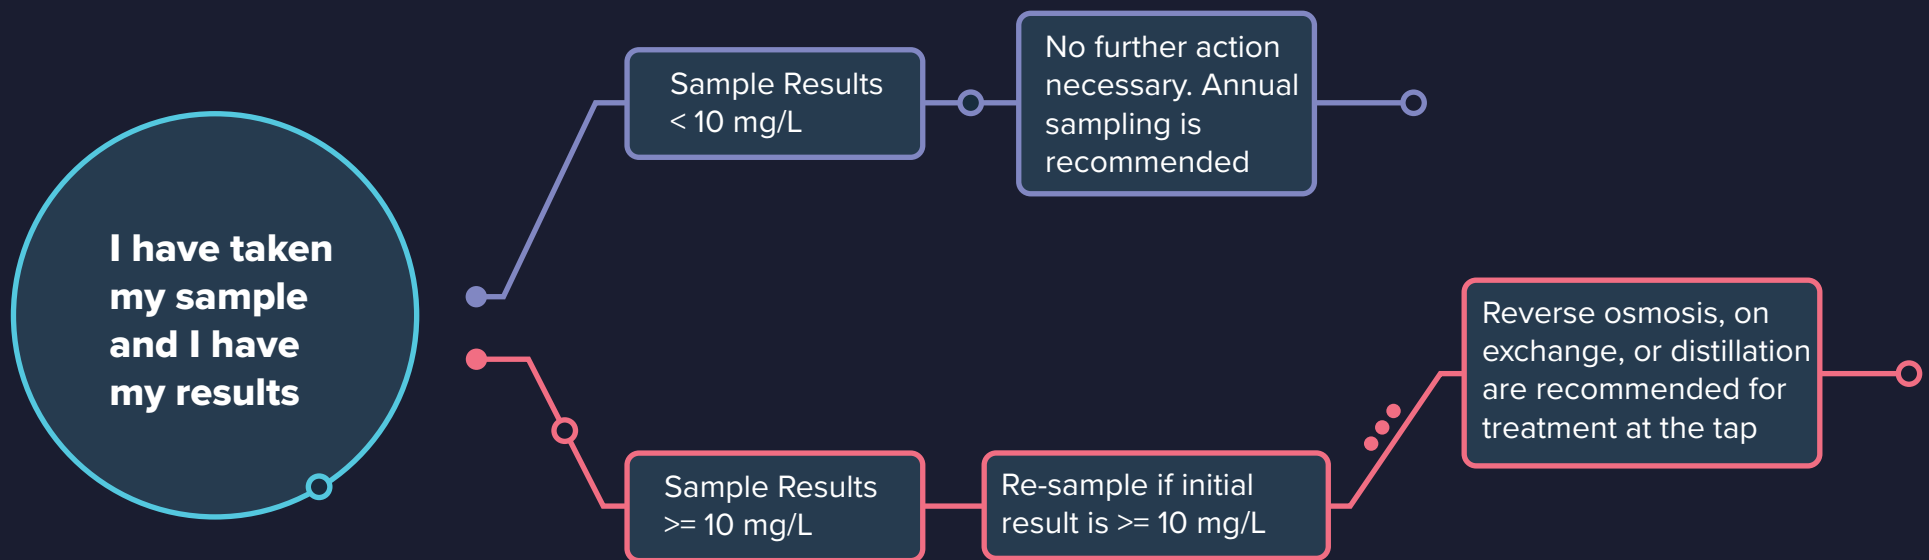 I have taken
my sample
and I have
my results
Sample Results
< 10 mg/L
No further action
necessary. Annual
sampling is
recommended
Sample Results
>= 10 mg/L
Re-sample if initial
result is >= 10 mg/L
Reverse osmosis, on
exchange, or distillation
are recommended for
treatment at the tap